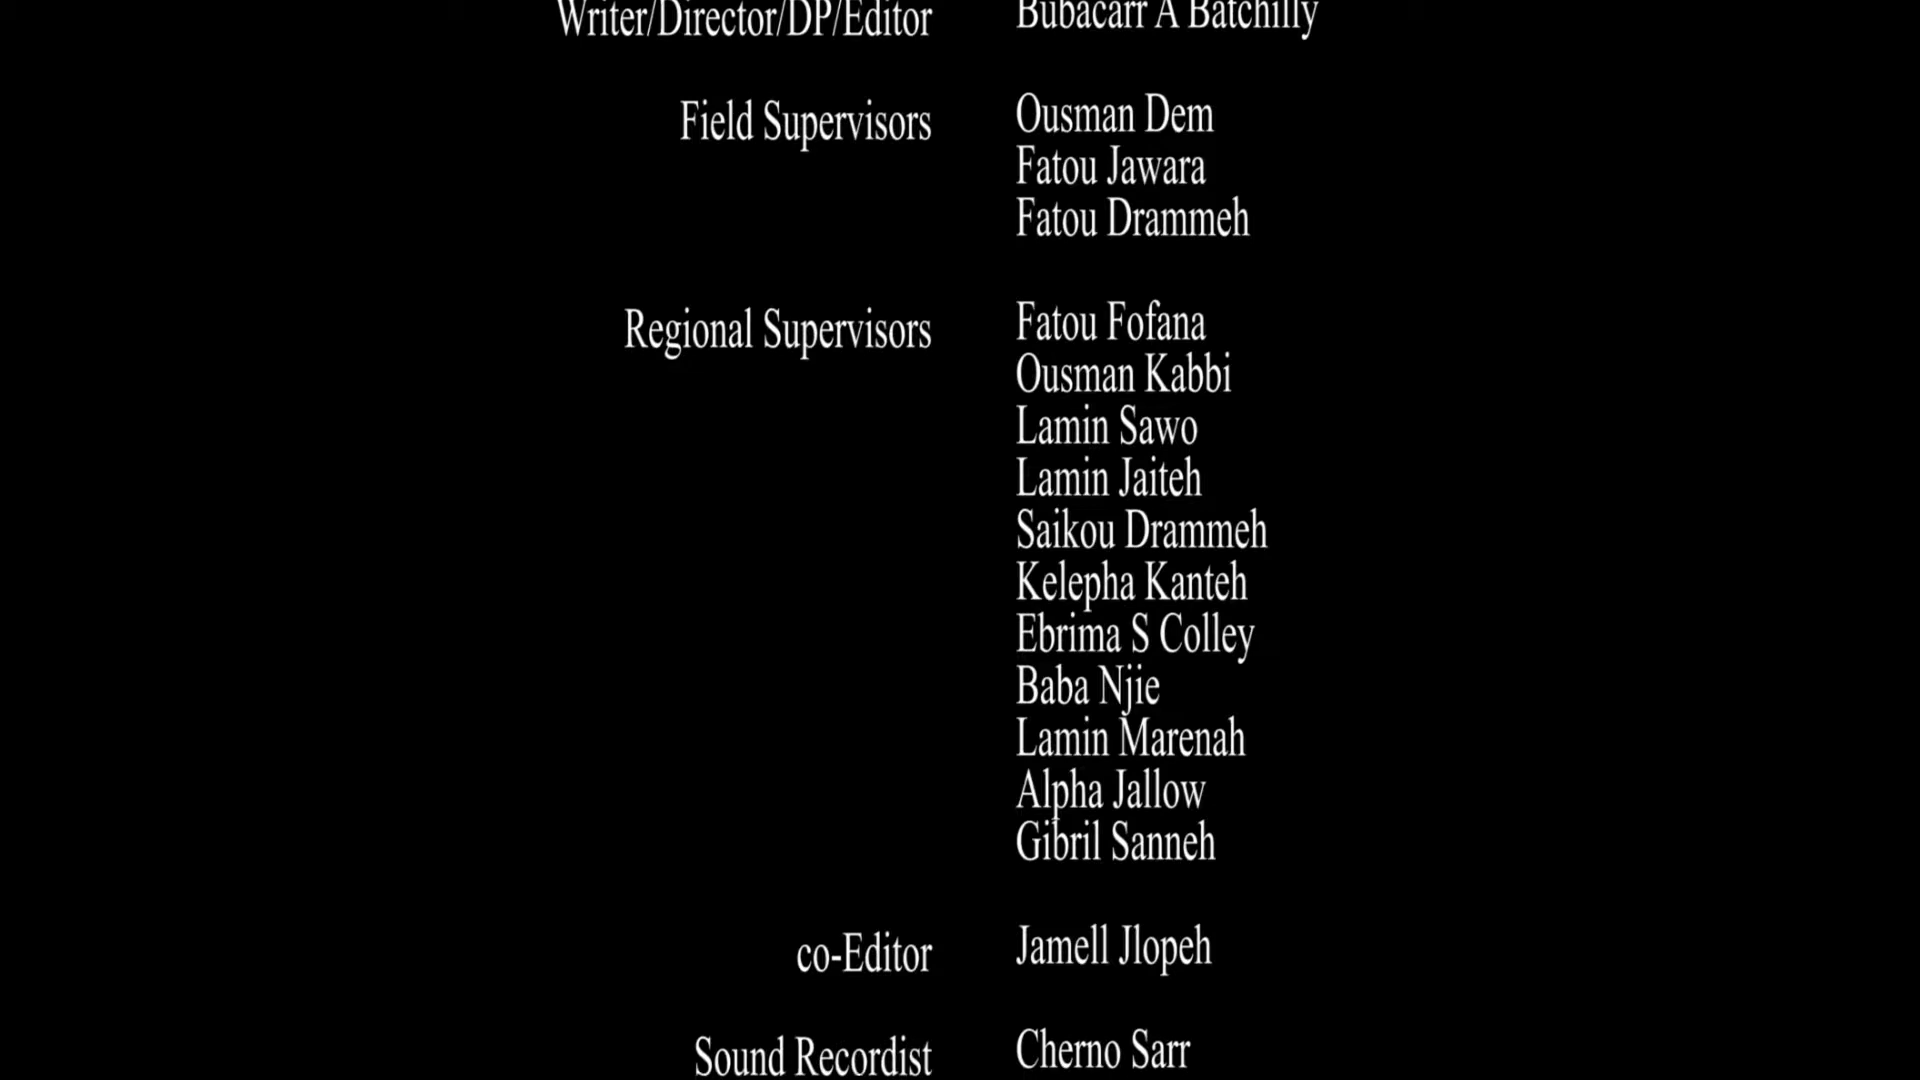 Writer/Director/DP/Editor Bubacarr A Batchilly
Field Supervisors Ousman Dem
Fatou Jawara
Fatou Drammeh
Regional Supervisors Fatou Fofana
Ousman Kabbi
Lamin Sawo
Lamin Jaiteh
Saikou Drammeh
Kelepha Kanteh
Ebrima S Colley
Baba Njie
Lamin Marenah
Alpha Jallow
Gibril Sanneh
co-Editor Jamell Jlopeh
Sound Recordist Cherno Sarr